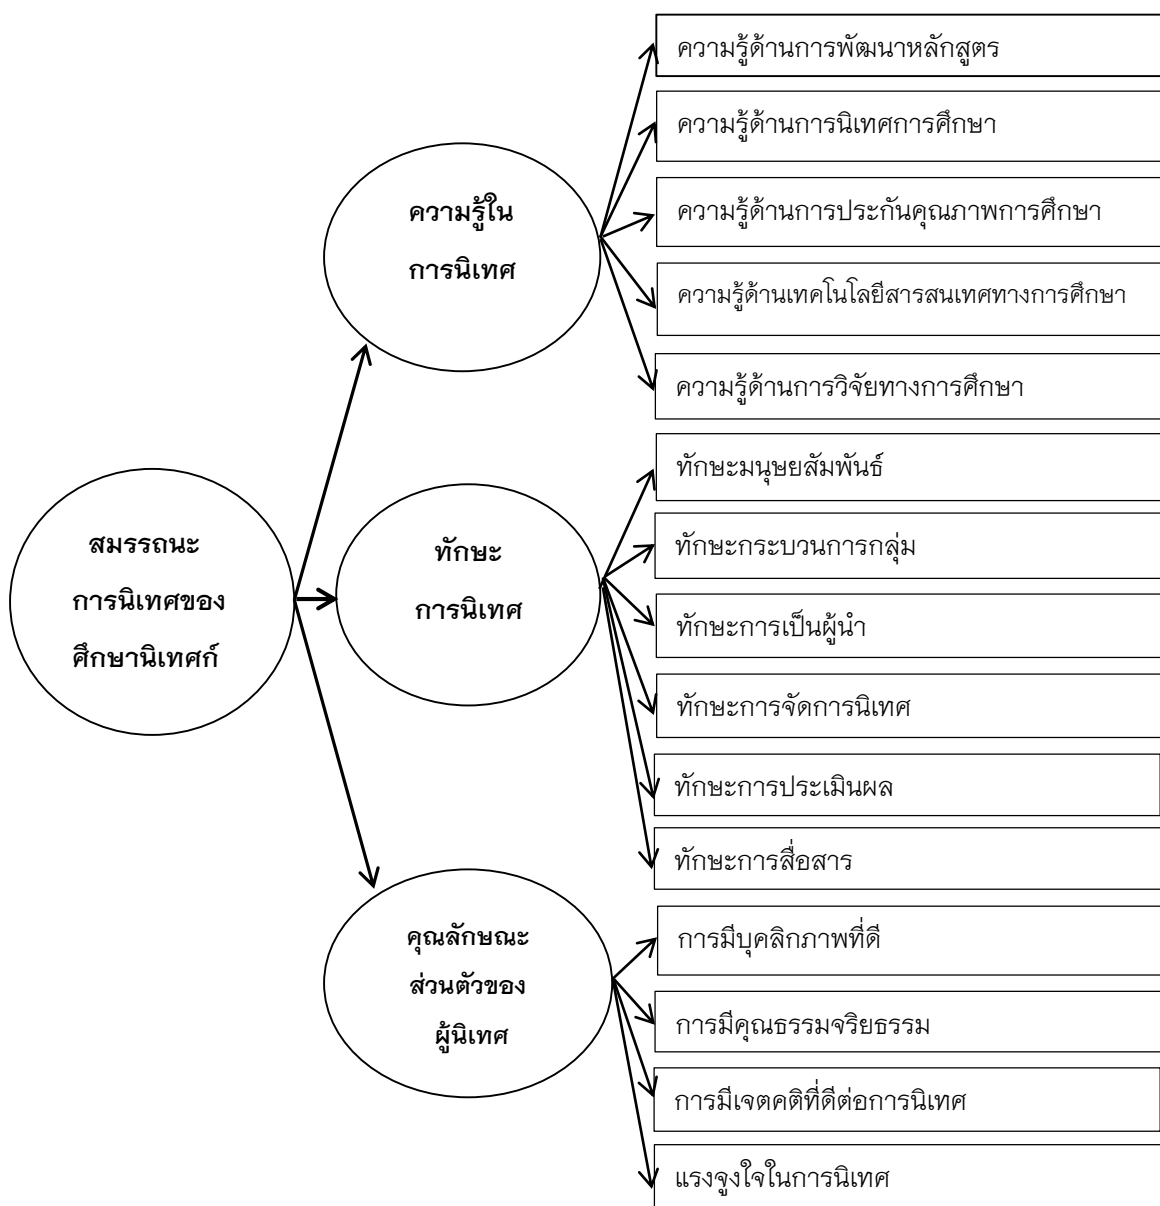 สมรรถนะ
การนิเทศของ
ศึกษานิเทศก์
ความรู้ใน
การนิเทศ
ความรู้ด้านการพัฒนาหลักสูตร
ความรู้ด้านการนิเทศการศึกษา
ความรู้ด้านการประกันคุณภาพการศึกษา
ความรู้ด้านเทคโนโลยีสารสนเทศทางการศึกษา
ความรู้ด้านการวิจัยทางการศึกษา
ทักษะ
การนิเทศ
ทักษะมนุษยสัมพันธ์
ทักษะกระบวนการกลุ่ม
ทักษะการเป็นผู้นำ
ทักษะการจัดการนิเทศ
ทักษะการประเมินผล
ทักษะการสื่อสาร
คุณลักษณะ
ส่วนตัวของ
ผู้นิเทศ
การมีบุคลิกภาพที่ดี
การมีคุณธรรมจริยธรรม
การมีเจตคติที่ดีต่อการนิเทศ
แรงจูงใจในการนิเทศ